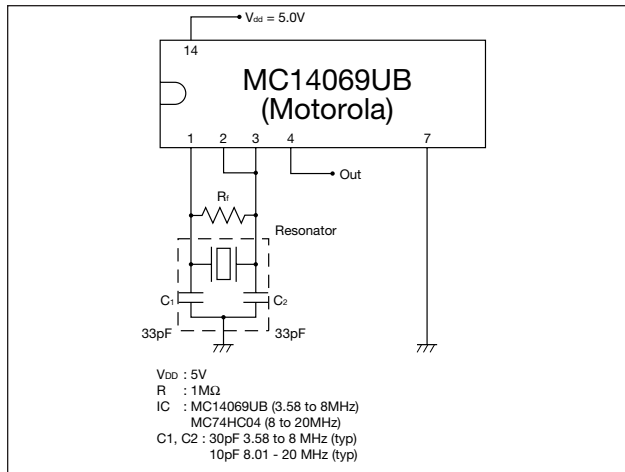 Vdd = 5.0V
14
MC14069UB
(Motorola)
1 2 3 4 7
Out
Rf
Resonator
C1 C2
33pF 33pF
VDD : 5V
R : 1MΩ
IC : MC14069UB (3.58 to 8MHz)
MC74HC04 (8 to 20MHz)
C1, C2 : 30pF 3.58 to 8 MHz (typ)
10pF 8.01 - 20 MHz (typ)